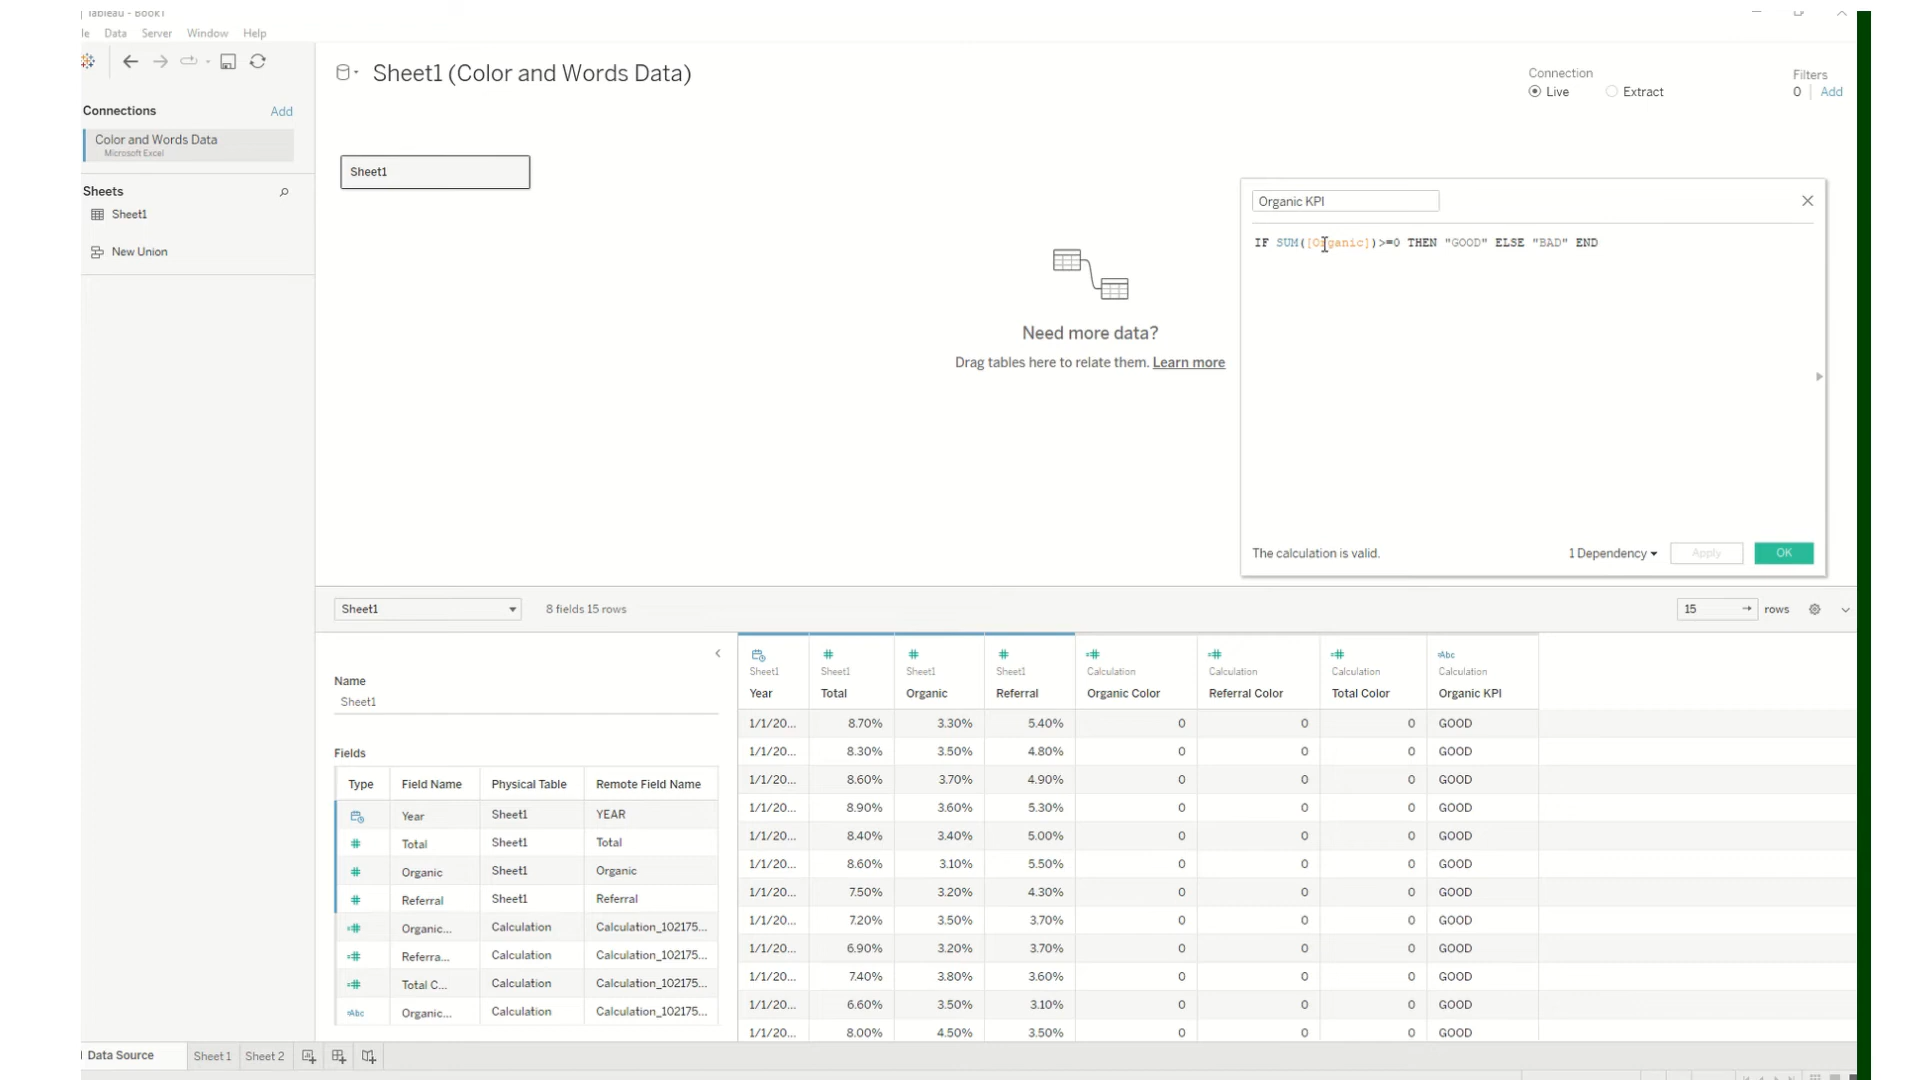 Tableau - Book1
le Data Server Window Help
Connections Add
Color and Words Data
Microsoft Excel
Sheets
Sheet1
New Union
Sheet1 (Color and Words Data)
Connection
Live Extract
Filters
0 Add
Sheet1
Need more data?
Drag tables here to relate them. Learn more
Organic KPI
IF SUM([Organic])>=0 THEN "GOOD" ELSE "BAD" END
The calculation is valid. 1 Dependency Apply OK
Sheet1 8 fields 15 rows 15 rows
Name
Sheet1
Fields
Type Field Name Physical Table Remote Field Name
Year Sheet1 YEAR
Total Sheet1 Total
Organic Sheet1 Organic
Referral Sheet1 Referral
Organic... Calculation Calculation_102175...
Referra... Calculation Calculation_102175...
Total C... Calculation Calculation_102175...
Abc Organic... Calculation Calculation_102175...
Abc
Sheet1 Sheet1 Sheet1 Sheet1 Calculation Calculation Calculation Calculation
Year Total Organic Referral Organic Color Referral Color Total Color Organic KPI
1/1/20... 8.70% 3.30% 5.40% 0 0 0 GOOD
1/1/20... 8.30% 3.50% 4.80% 0 0 0 GOOD
1/1/20... 8.60% 3.70% 4.90% 0 0 0 GOOD
1/1/20... 8.90% 3.60% 5.30% 0 0 0 GOOD
1/1/20... 8.40% 3.40% 5.00% 0 0 0 GOOD
1/1/20... 8.60% 3.10% 5.50% 0 0 0 GOOD
1/1/20... 7.50% 3.20% 4.30% 0 0 0 GOOD
1/1/20... 7.20% 3.50% 3.70% 0 0 0 GOOD
1/1/20... 6.90% 3.20% 3.70% 0 0 0 GOOD
1/1/20... 7.40% 3.80% 3.60% 0 0 0 GOOD
1/1/20... 6.60% 3.50% 3.10% 0 0 0 GOOD
1/1/20... 8.00% 4.50% 3.50% 0 0 0 GOOD
Data Source Sheet 1 Sheet 2